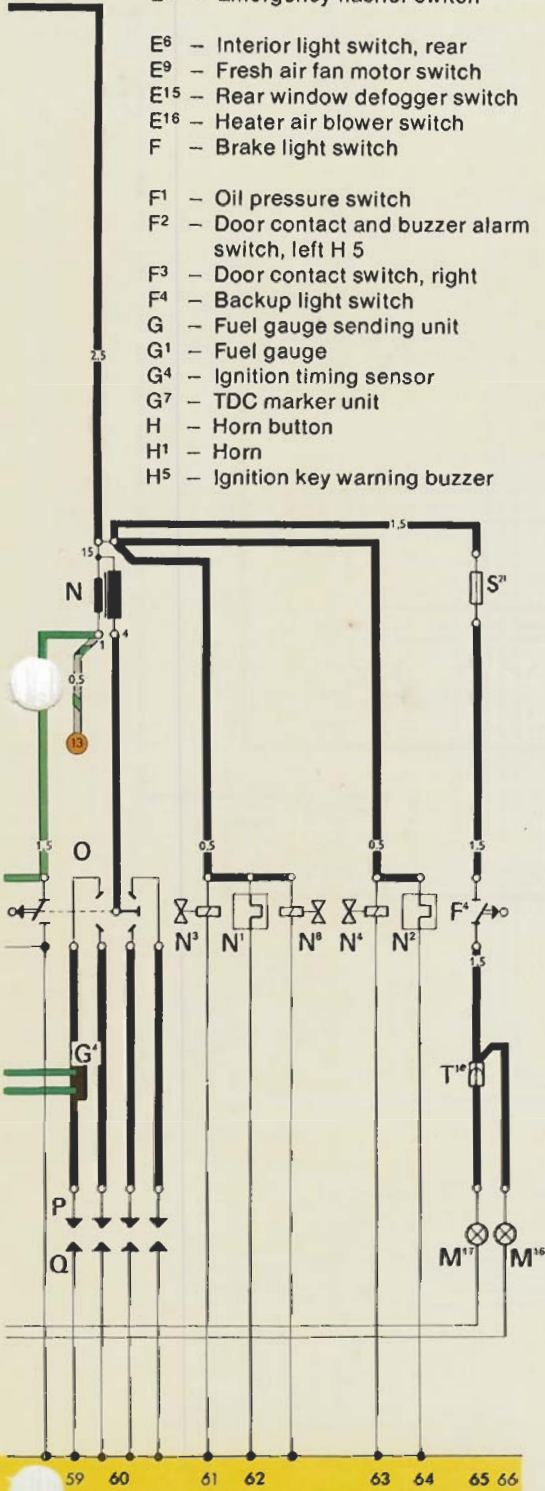 E⁶ – Interior light switch, rear
E⁹ – Fresh air fan motor switch
E¹⁵ – Rear window defogger switch
E¹⁶ – Heater air blower switch
F – Brake light switch
F¹ – Oil pressure switch
F² – Door contact and buzzer alarm
switch, left H 5
F³ – Door contact switch, right
F⁴ – Backup light switch
G – Fuel gauge sending unit
G¹ – Fuel gauge
G⁴ – Ignition timing sensor
G⁷ – TDC marker unit
H – Horn button
H¹ – Horn
H⁵ – Ignition key warning buzzer
2,5
1,5
15
N
S²¹
1 4
0,5
13
1,5 O 0,5 0,5 1,5
N³ N¹ N⁸ N⁴ N² F⁴
1,5
G⁴
T¹ᵉ
P
Q
M¹⁷ M¹⁶
59 60 61 62 63 64 65 66